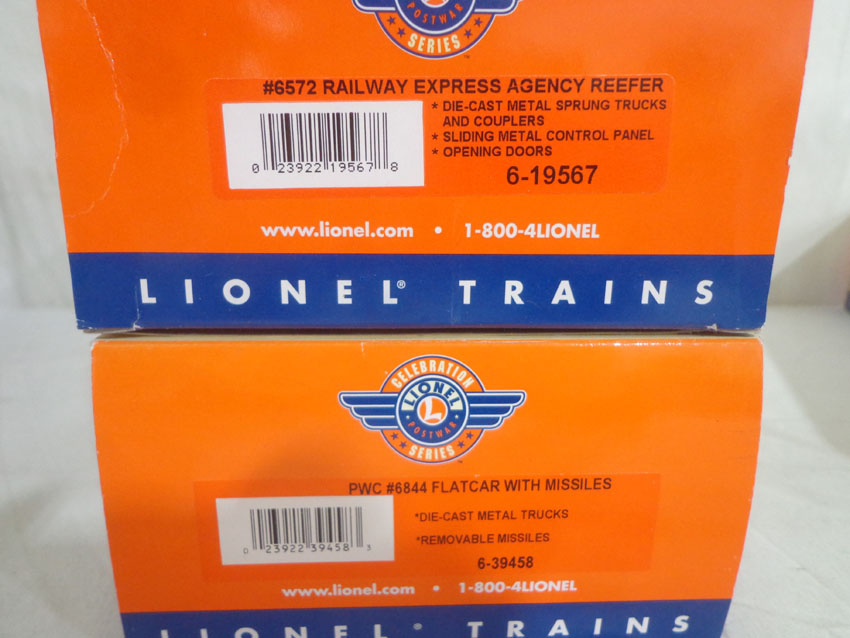 POSTWAR
SERIES
™
#6572 RAILWAY EXPRESS AGENCY REEFER
* DIE-CAST METAL SPRUNG TRUCKS
AND COUPLERS
* SLIDING METAL CONTROL PANEL
* OPENING DOORS
0 23922 19567 8
6-19567
www.lionel.com • 1-800-4LIONEL
LIONEL® TRAINS
CELEBRATION
LIONEL
L
POSTWAR
SERIES
™
PWC #6844 FLATCAR WITH MISSILES
*DIE-CAST METAL TRUCKS
*REMOVABLE MISSILES
0 23922 39458 3
6-39458
www.lionel.com • 1-800-4LIONEL
LIONEL® TRAINS